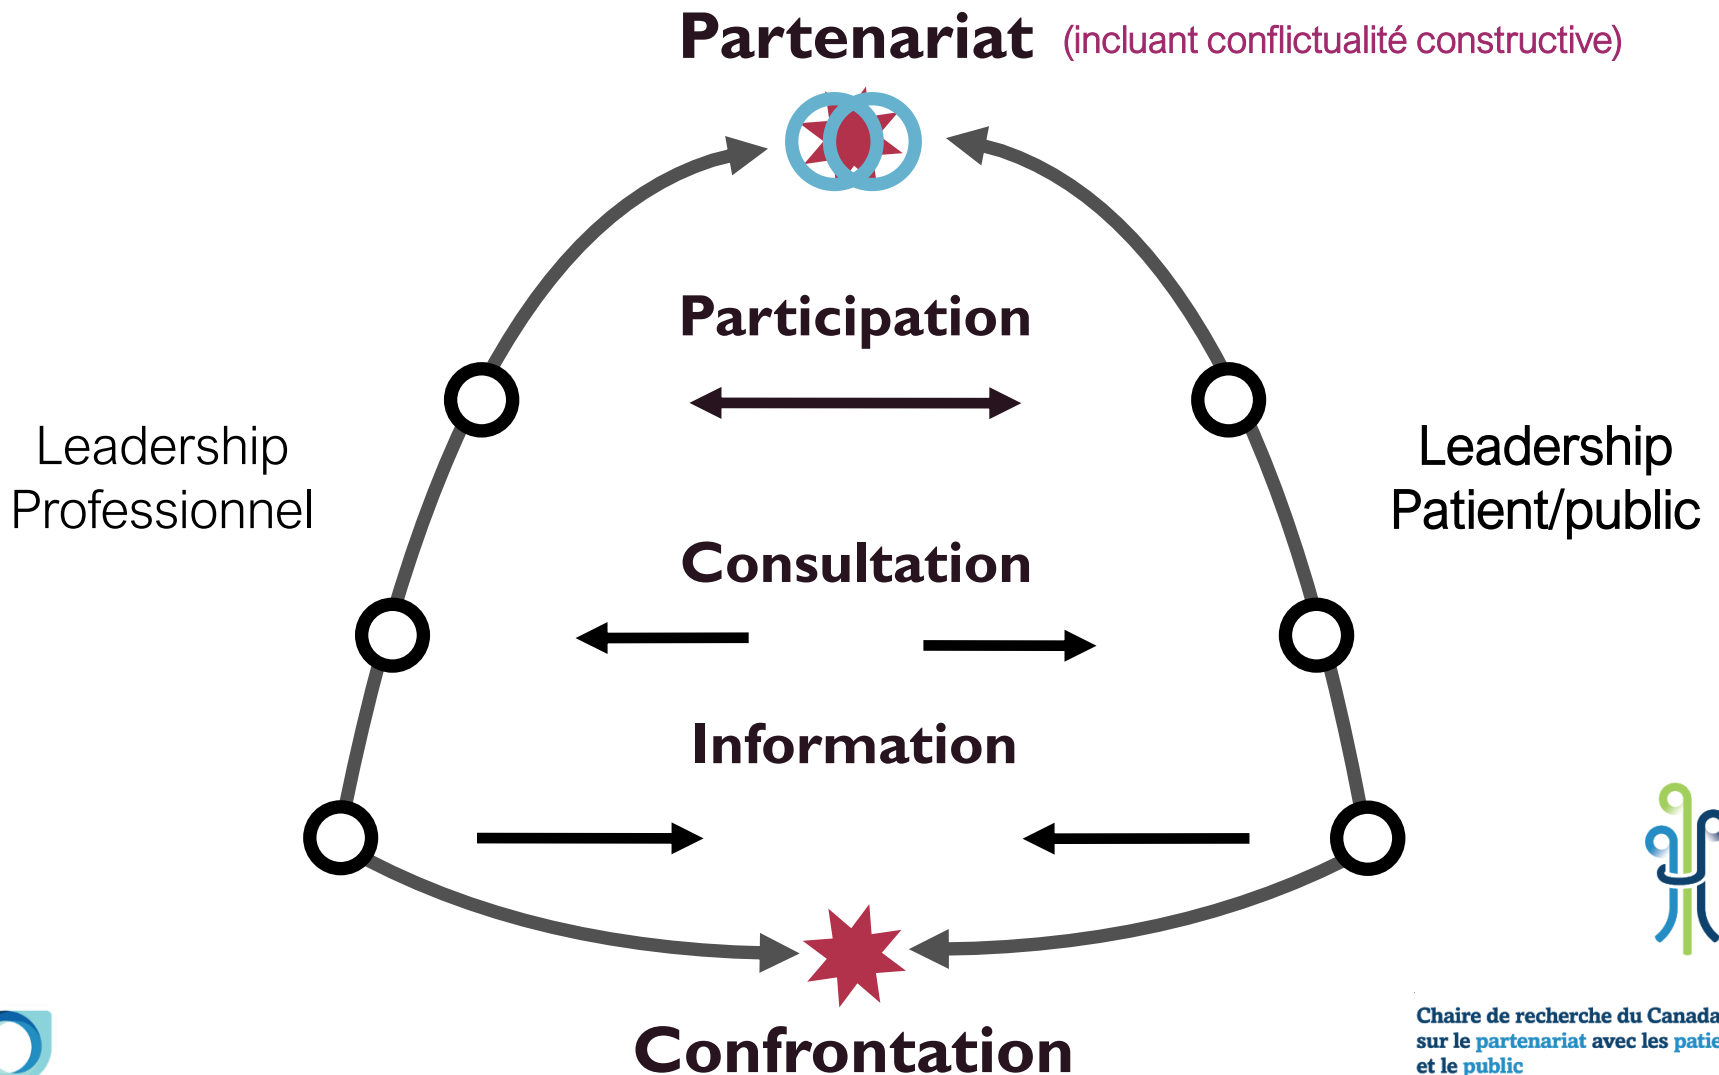 Partenariat (incluant conflictualité constructive)
Participation
Leadership
Professionnel
Leadership
Patient/public
Consultation
Information
Confrontation
Chaire de recherche du Canada
sur le partenariat avec les patie
et le public